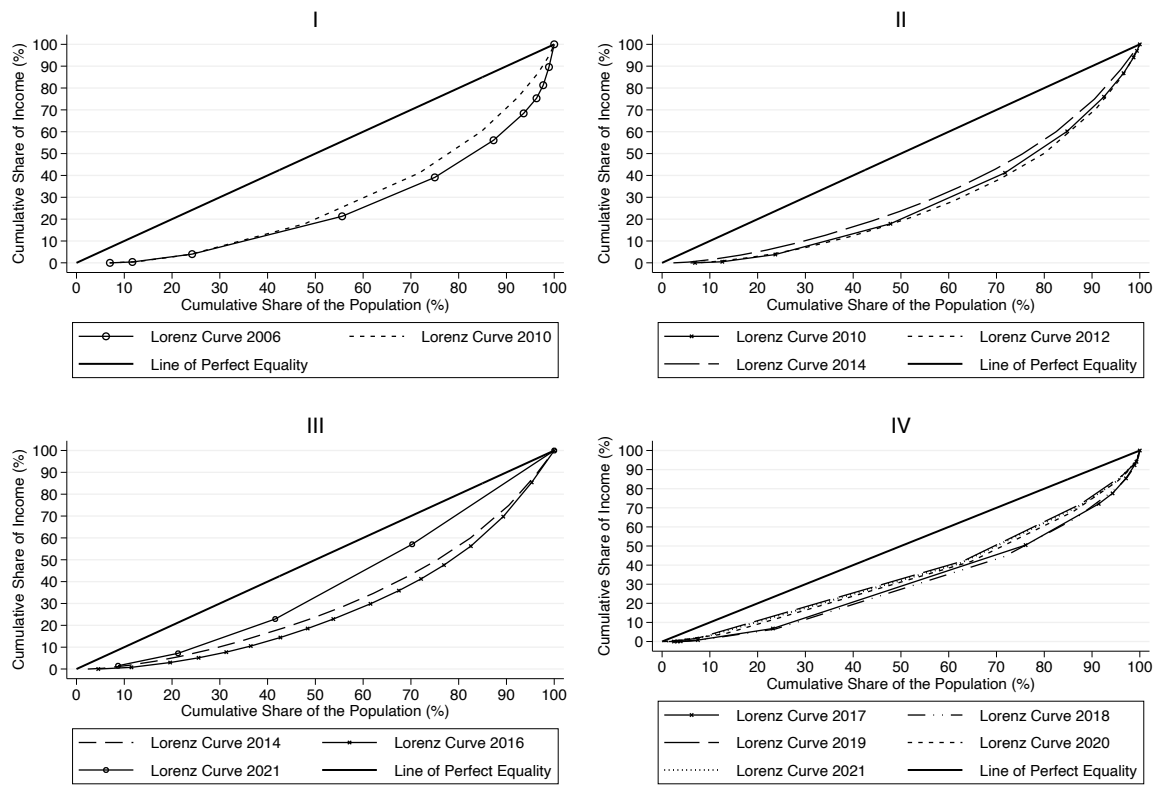 I
Cumulative Share of Income (%)
100
90
80
70
60
50
40
30
20
10
0
0 10 20 30 40 50 60 70 80 90 100
Cumulative Share of the Population (%)
Lorenz Curve 2006 Lorenz Curve 2010
Line of Perfect Equality
II
Cumulative Share of Income (%)
100
90
80
70
60
50
40
30
20
10
0
0 10 20 30 40 50 60 70 80 90 100
Cumulative Share of the Population (%)
Lorenz Curve 2010 Lorenz Curve 2012
Lorenz Curve 2014 Line of Perfect Equality
III
Cumulative Share of Income (%)
100
90
80
70
60
50
40
30
20
10
0
0 10 20 30 40 50 60 70 80 90 100
Cumulative Share of the Population (%)
Lorenz Curve 2014 Lorenz Curve 2016
Lorenz Curve 2021 Line of Perfect Equality
IV
Cumulative Share of Income (%)
100
90
80
70
60
50
40
30
20
10
0
0 10 20 30 40 50 60 70 80 90 100
Cumulative Share of the Population (%)
Lorenz Curve 2017 Lorenz Curve 2018
Lorenz Curve 2019 Lorenz Curve 2020
Lorenz Curve 2021 Line of Perfect Equality